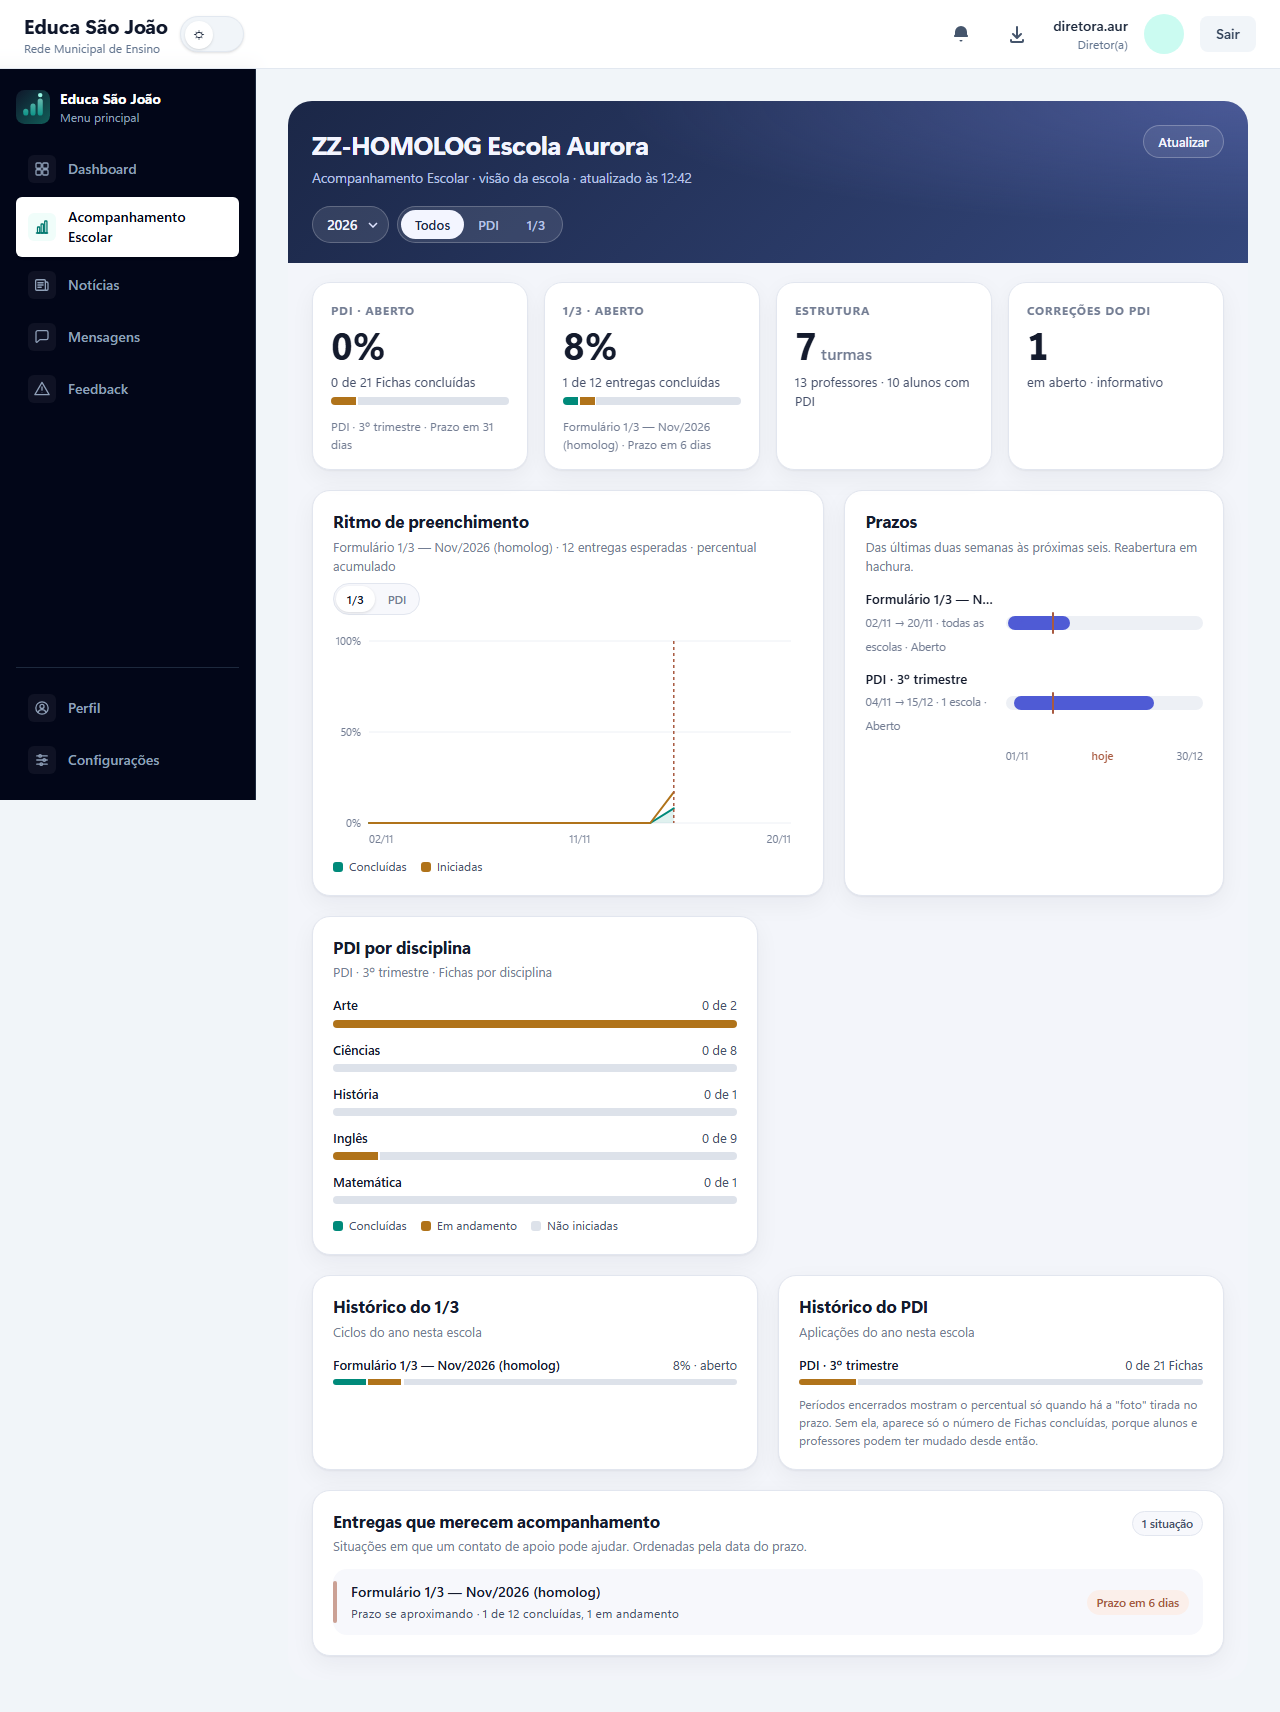 Educa São João
Rede Municipal de Ensino
diretora.aur
Diretor(a)
Sair
Educa São João
Menu principal
Dashboard
Acompanhamento
Escolar
Notícias
Mensagens
Feedback
Perfil
Configurações
ZZ-HOMOLOG Escola Aurora
Acompanhamento Escolar · visão da escola · atualizado às 12:42
Atualizar
2026
Todos
PDI
1/3
PDI · ABERTO
0%
0 de 21 Fichas concluídas
PDI · 3º trimestre · Prazo em 31
dias
1/3 · ABERTO
8%
1 de 12 entregas concluídas
Formulário 1/3 — Nov/2026
(homolog) · Prazo em 6 dias
ESTRUTURA
7 turmas
13 professores · 10 alunos com
PDI
CORREÇÕES DO PDI
1
em aberto · informativo
Ritmo de preenchimento
Formulário 1/3 — Nov/2026 (homolog) · 12 entregas esperadas · percentual
acumulado
1/3
PDI
100%
50%
0%
02/11
11/11
20/11
Concluídas
Iniciadas
Prazos
Das últimas duas semanas às próximas seis. Reabertura em
hachura.
Formulário 1/3 — N...
02/11 → 20/11 · todas as
escolas · Aberto
PDI · 3º trimestre
04/11 → 15/12 · 1 escola ·
Aberto
01/11
hoje
30/12
PDI por disciplina
PDI · 3º trimestre · Fichas por disciplina
Arte
0 de 2
Ciências
0 de 8
História
0 de 1
Inglês
0 de 9
Matemática
0 de 1
Concluídas
Em andamento
Não iniciadas
Histórico do 1/3
Ciclos do ano nesta escola
Formulário 1/3 — Nov/2026 (homolog)
8% · aberto
Histórico do PDI
Aplicações do ano nesta escola
PDI · 3º trimestre
0 de 21 Fichas
Períodos encerrados mostram o percentual só quando há a "foto" tirada no
prazo. Sem ela, aparece só o número de Fichas concluídas, porque alunos e
professores podem ter mudado desde então.
Entregas que merecem acompanhamento
Situações em que um contato de apoio pode ajudar. Ordenadas pela data do prazo.
1 situação
Formulário 1/3 — Nov/2026 (homolog)
Prazo se aproximando · 1 de 12 concluídas, 1 em andamento
Prazo em 6 dias